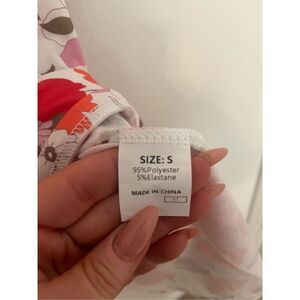 SIZE: S
95%Polyester
5%Elastane
MADE IN CHINA